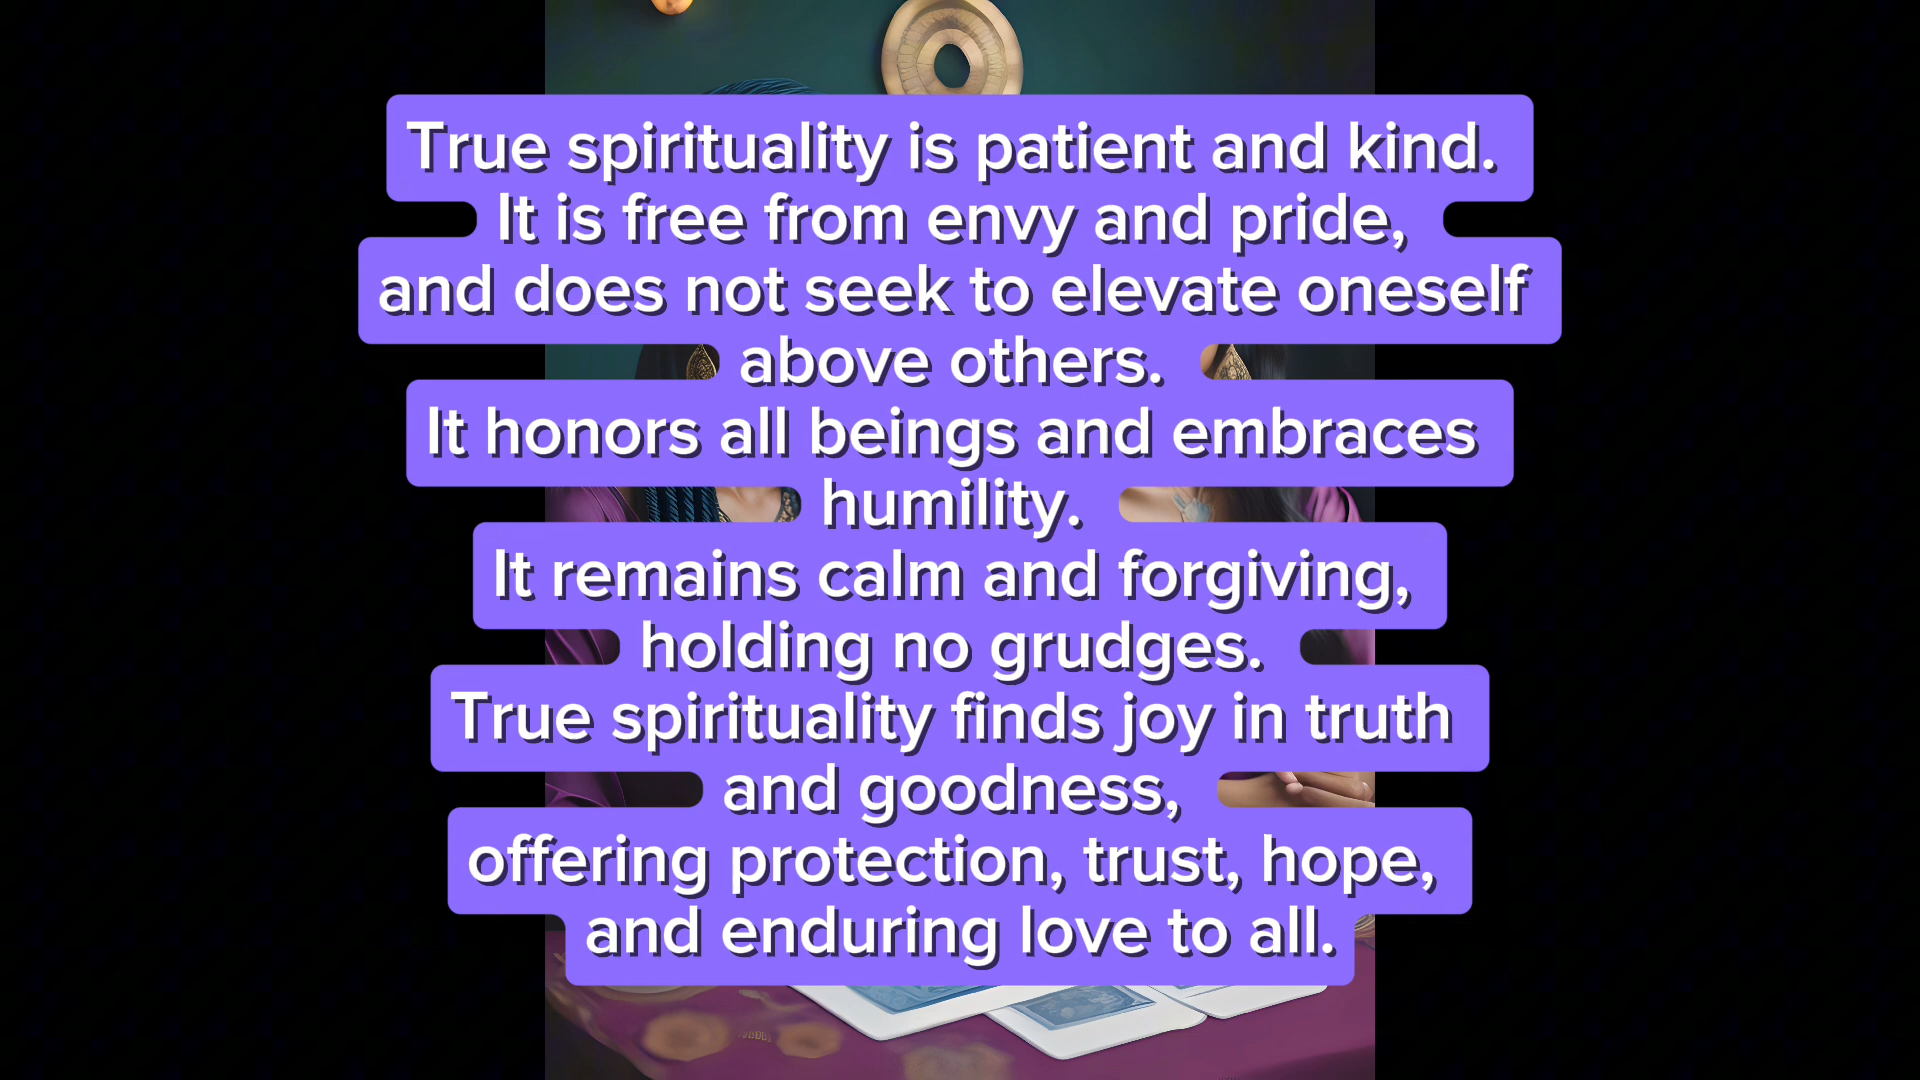 True spirituality is patient and kind.
It is free from envy and pride,
and does not seek to elevate oneself
above others.
It honors all beings and embraces
humility.
It remains calm and forgiving,
holding no grudges.
True spirituality finds joy in truth
and goodness,
offering protection, trust, hope,
and enduring love to all.